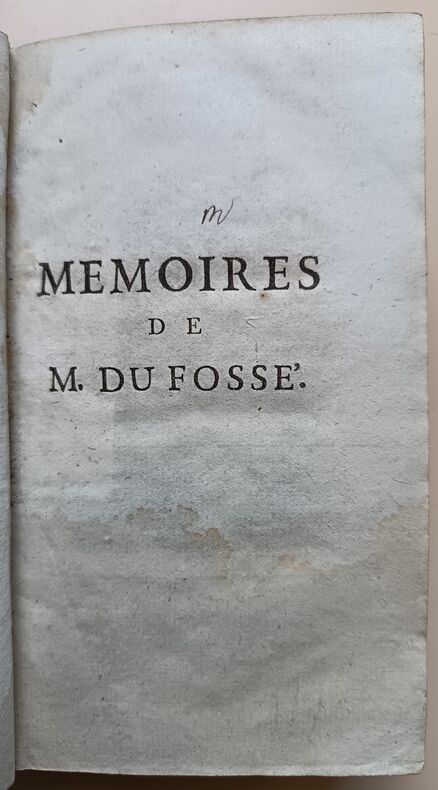 m
MEMOIRES
DE
M. DU FOSSE'.